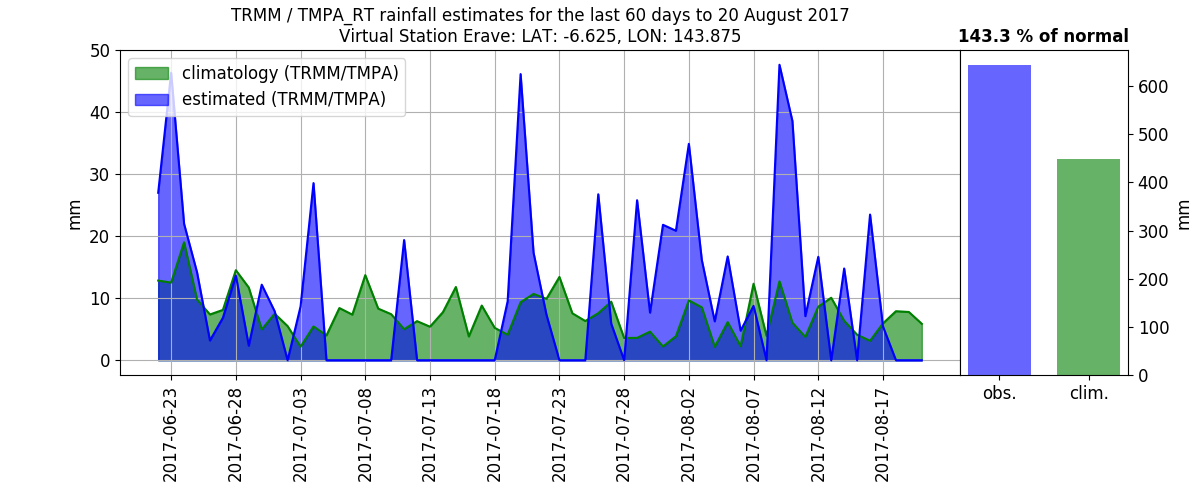 TRMM / TMPA_RT rainfall estimates for the last 60 days to 20 August 2017
Virtual Station Erave: LAT: -6.625, LON: 143.875
143.3 % of normal
climatology (TRMM/TMPA)
estimated (TRMM/TMPA)
50
40
30
20
10
0
mm
2017-06-23
2017-06-28
2017-07-03
2017-07-08
2017-07-13
2017-07-18
2017-07-23
2017-07-28
2017-08-02
2017-08-07
2017-08-12
2017-08-17
obs.
clim.
600
500
400
300
200
100
0
mm